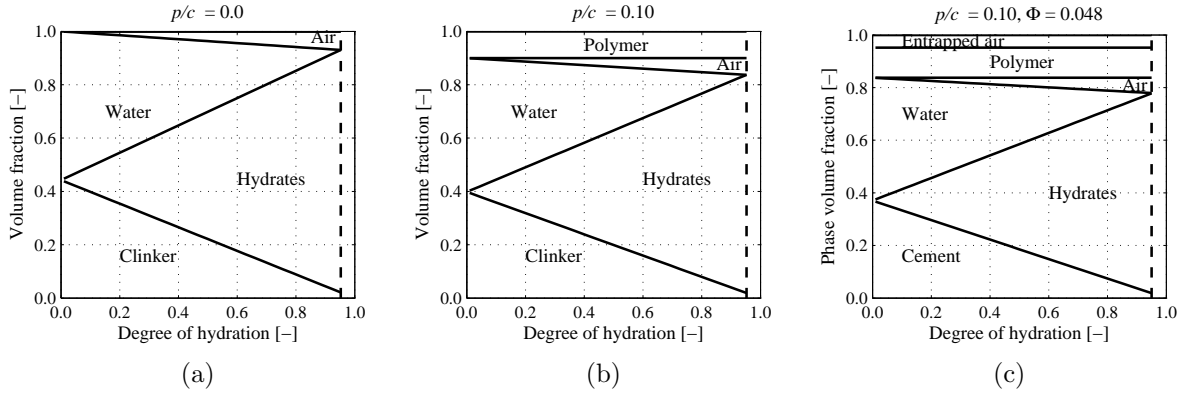 p/c = 0.0
1.0
0.8
0.6
0.4
0.2
0.0
Volume fraction [−]
Air
Water
Hydrates
Clinker
0.0 0.2 0.4 0.6 0.8 1.0
Degree of hydration [−]
(a)
p/c = 0.10
1.0
0.8
0.6
0.4
0.2
0.0
Volume fraction [−]
Polymer
Air
Water
Hydrates
Clinker
0.0 0.2 0.4 0.6 0.8 1.0
Degree of hydration [−]
(b)
p/c = 0.10, Φ = 0.048
1.0
0.8
0.6
0.4
0.2
0.0
Phase volume fraction [−]
Entrapped air
Polymer
Air
Water
Hydrates
Cement
0.0 0.2 0.4 0.6 0.8 1.0
Degree of hydration [−]
(c)